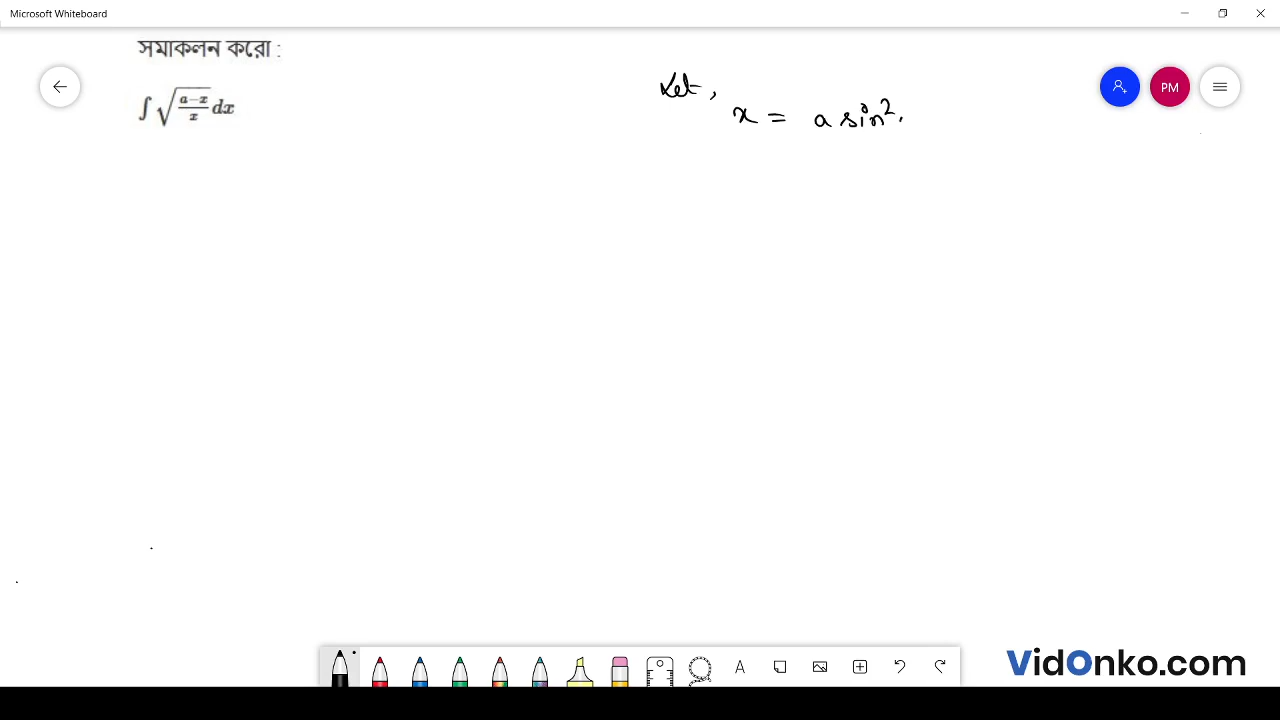 Microsoft Whiteboard
সমাকলন করো :
∫ √((a−x)/x) dx
Let,
x = a sin².
PM
A
VidOnko.com